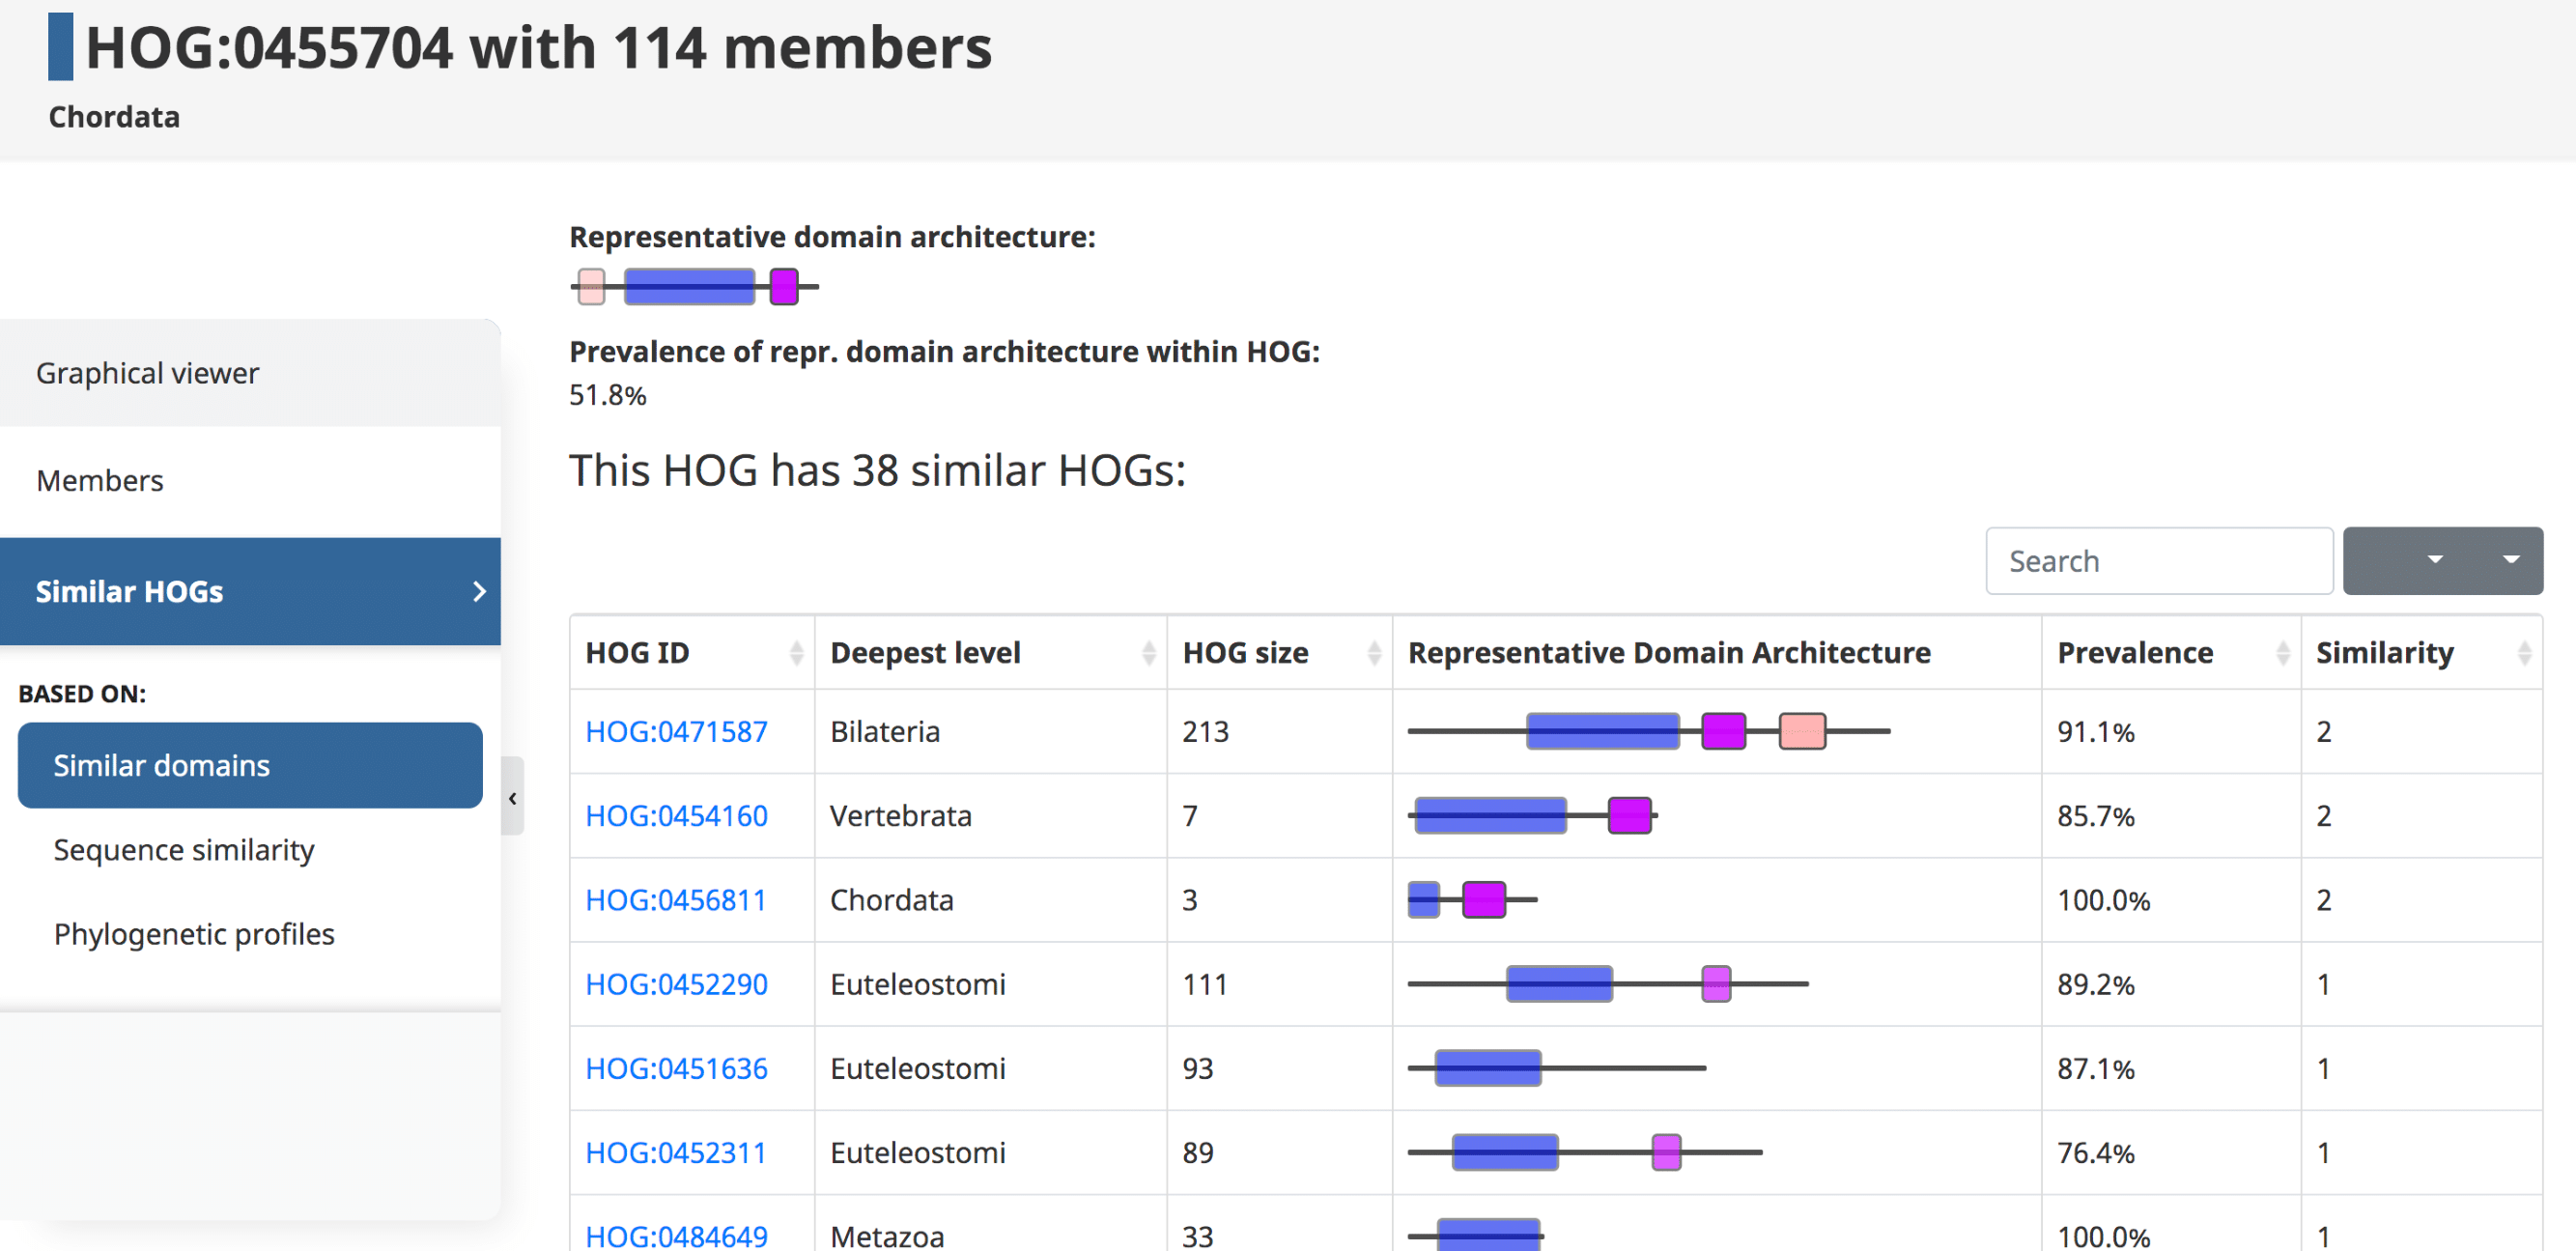 HOG:0455704 with 114 members
Chordata
Graphical viewer
Members
Similar HOGs
BASED ON:
Similar domains
Sequence similarity
Phylogenetic profiles
Representative domain architecture:
Prevalence of repr. domain architecture within HOG:
51.8%
This HOG has 38 similar HOGs:
Search
HOG ID Deepest level HOG size Representative Domain Architecture Prevalence Similarity
HOG:0471587 Bilateria 213 91.1% 2
HOG:0454160 Vertebrata 7 85.7% 2
HOG:0456811 Chordata 3 100.0% 2
HOG:0452290 Euteleostomi 111 89.2% 1
HOG:0451636 Euteleostomi 93 87.1% 1
HOG:0452311 Euteleostomi 89 76.4% 1
HOG:0484649 Metazoa 33 100.0% 1